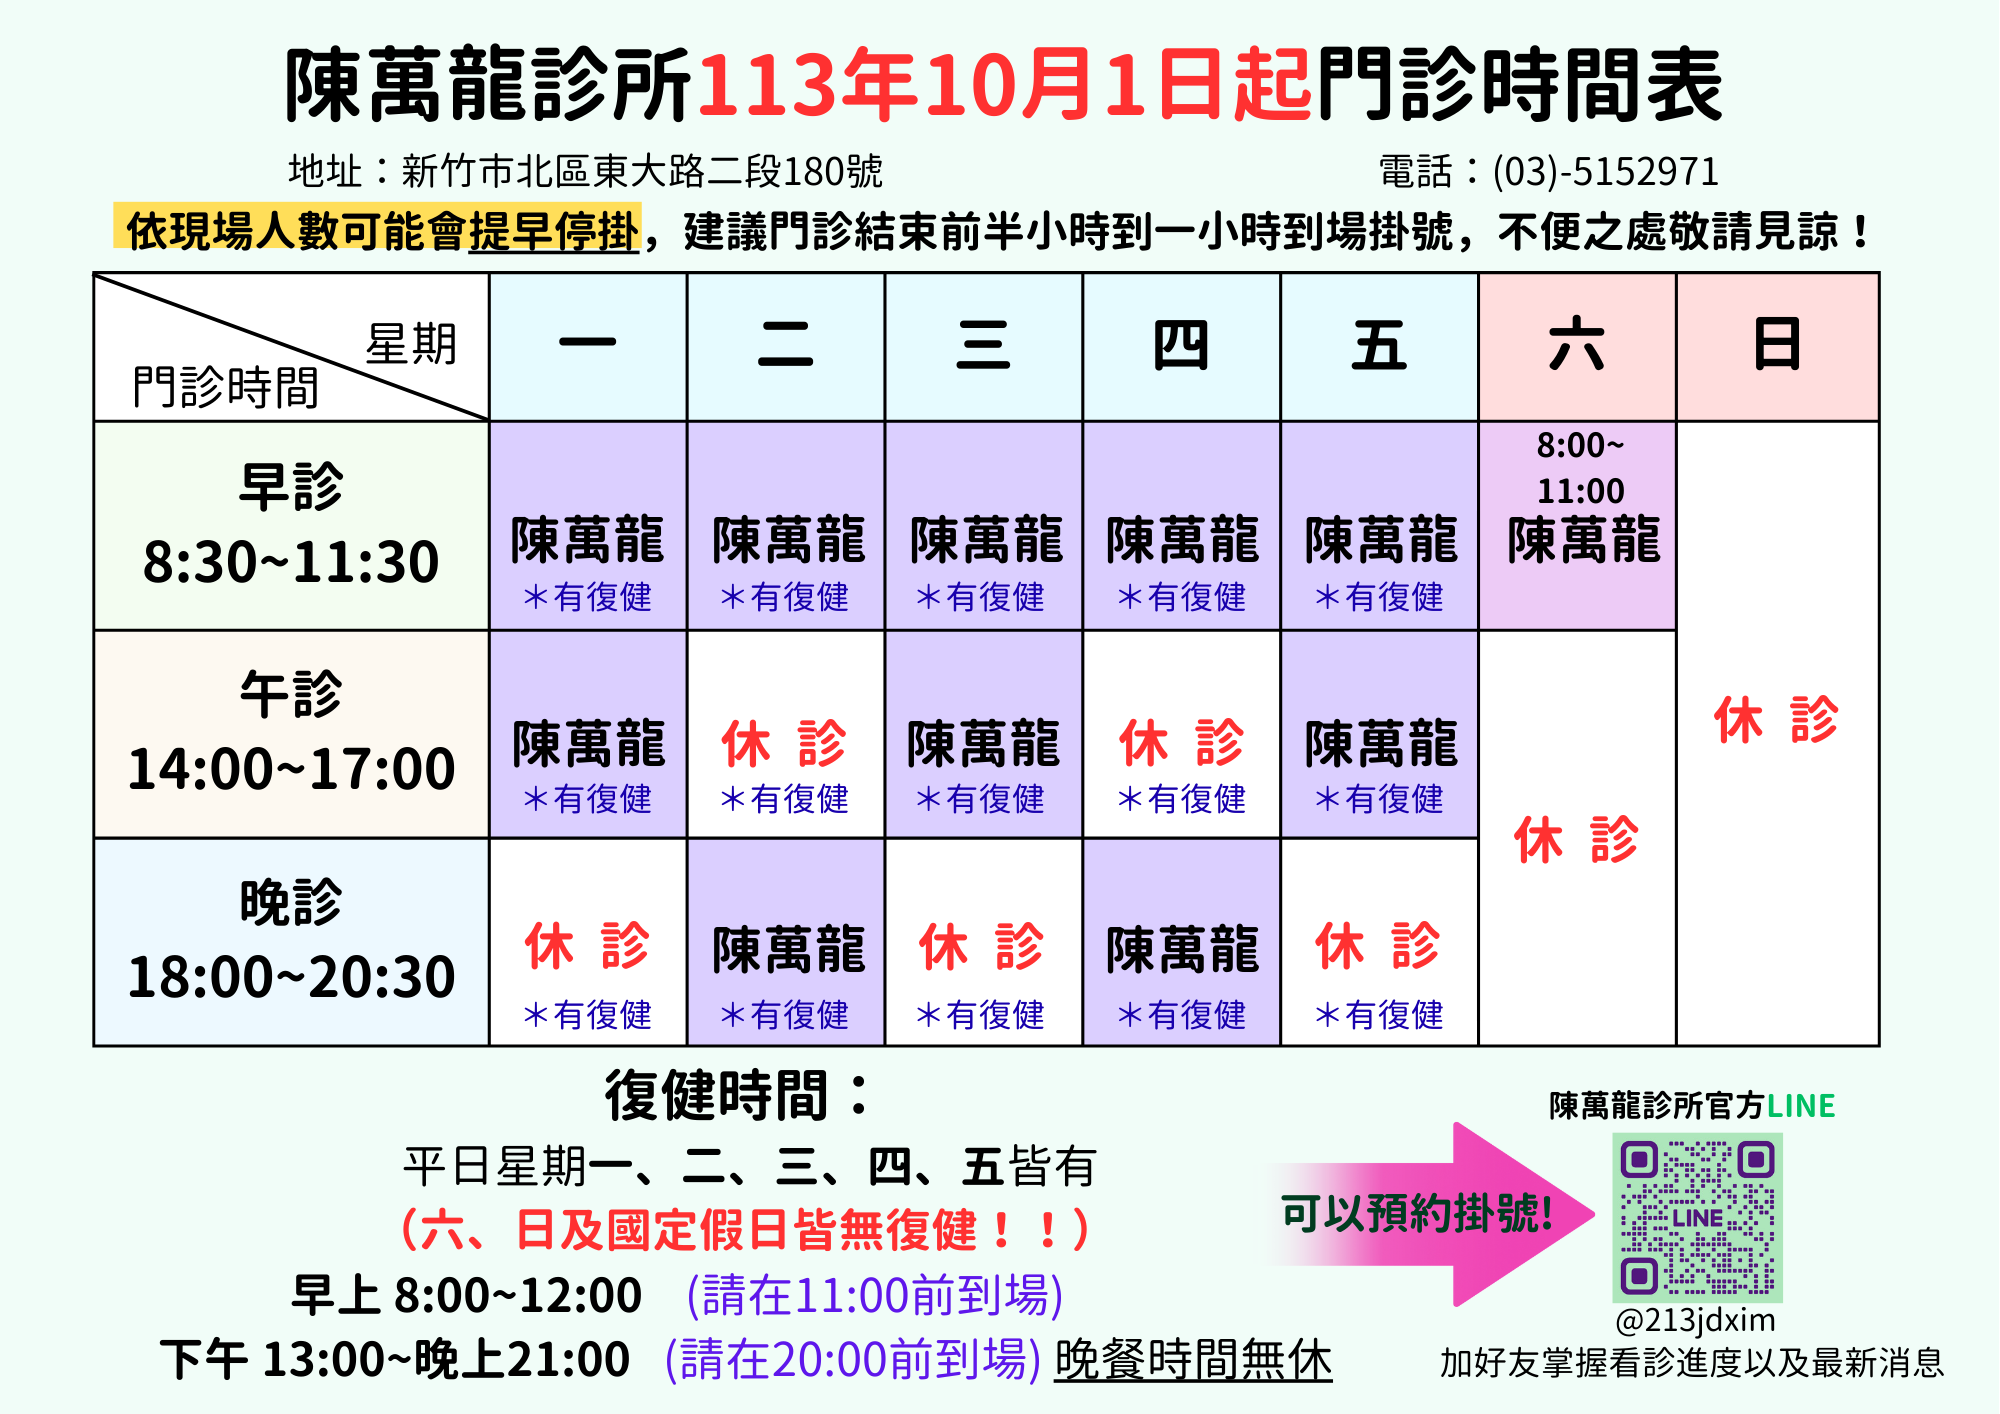 陳萬龍診所113年10月1日起門診時間表
地址：新竹市北區東大路二段180號 電話：(03)-5152971
依現場人數可能會提早停掛，建議門診結束前半小時到一小時到場掛號，不便之處敬請見諒！
星期 一 二 三 四 五 六 日
門診時間
早診 8:00~
8:30~11:30 11:00
陳萬龍 陳萬龍 陳萬龍 陳萬龍 陳萬龍 陳萬龍
＊有復健 ＊有復健 ＊有復健 ＊有復健 ＊有復健
午診
14:00~17:00
陳萬龍 休診 陳萬龍 休診 陳萬龍 休診 休診
＊有復健 ＊有復健 ＊有復健 ＊有復健 ＊有復健
晚診
18:00~20:30
休診 陳萬龍 休診 陳萬龍 休診
＊有復健 ＊有復健 ＊有復健 ＊有復健 ＊有復健
復健時間：
平日星期一、二、三、四、五皆有
（六、日及國定假日皆無復健！！）
早上 8:00~12:00 (請在11:00前到場)
下午 13:00~晚上21:00 (請在20:00前到場) 晚餐時間無休
可以預約掛號!
陳萬龍診所官方LINE
LINE
@213jdxim
加好友掌握看診進度以及最新消息